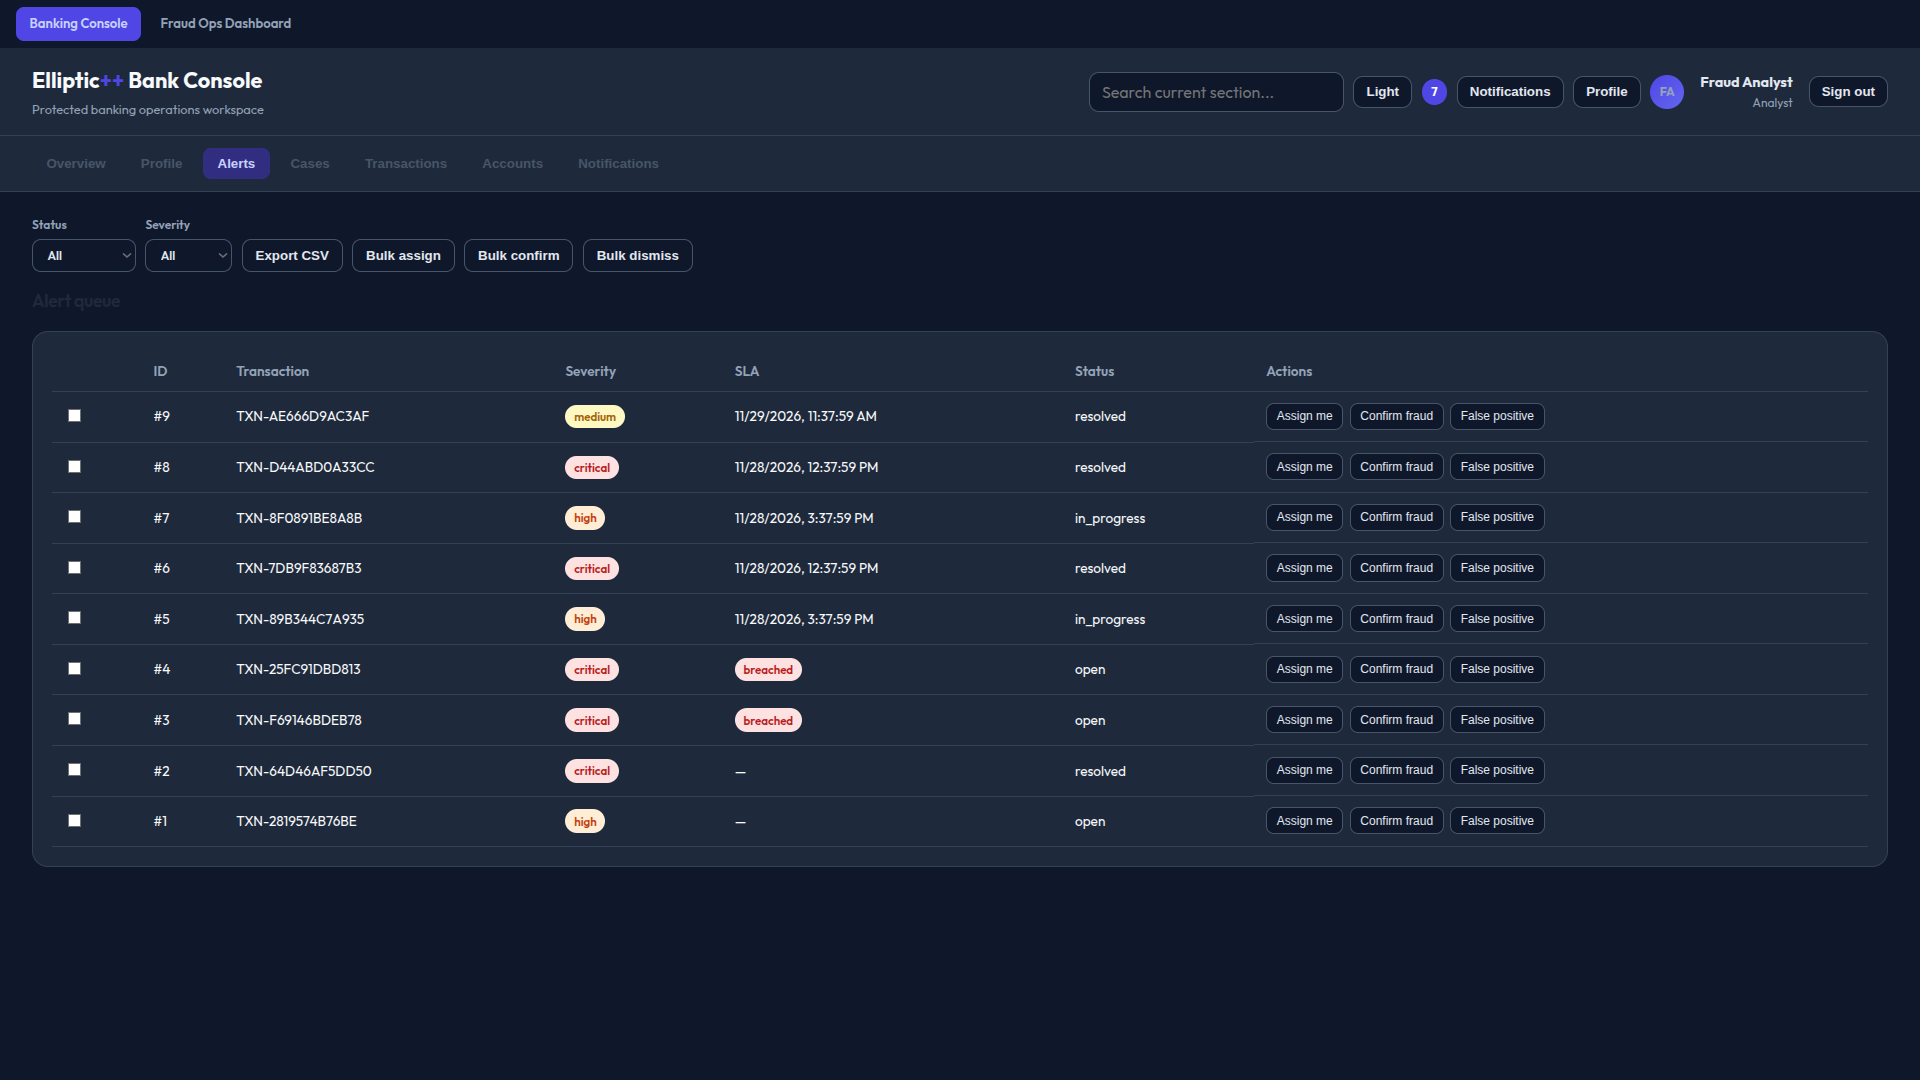 Banking Console Fraud Ops Dashboard
Elliptic++ Bank Console
Protected banking operations workspace
Search current section... Light 7 Notifications Profile FA Fraud Analyst Sign out
Analyst
Overview Profile Alerts Cases Transactions Accounts Notifications
Status Severity
All All Export CSV Bulk assign Bulk confirm Bulk dismiss
Alert queue
ID Transaction Severity SLA Status Actions
#9 TXN-AE666D9AC3AF medium 11/29/2026, 11:37:59 AM resolved Assign me Confirm fraud False positive
#8 TXN-D44ABD0A33CC critical 11/28/2026, 12:37:59 PM resolved Assign me Confirm fraud False positive
#7 TXN-8F0891BE8A8B high 11/28/2026, 3:37:59 PM in_progress Assign me Confirm fraud False positive
#6 TXN-7DB9F83687B3 critical 11/28/2026, 12:37:59 PM resolved Assign me Confirm fraud False positive
#5 TXN-89B344C7A935 high 11/28/2026, 3:37:59 PM in_progress Assign me Confirm fraud False positive
#4 TXN-25FC91DBD813 critical breached open Assign me Confirm fraud False positive
#3 TXN-F69146BDEB78 critical breached open Assign me Confirm fraud False positive
#2 TXN-64D46AF5DD50 critical — resolved Assign me Confirm fraud False positive
#1 TXN-2819574B76BE high — open Assign me Confirm fraud False positive